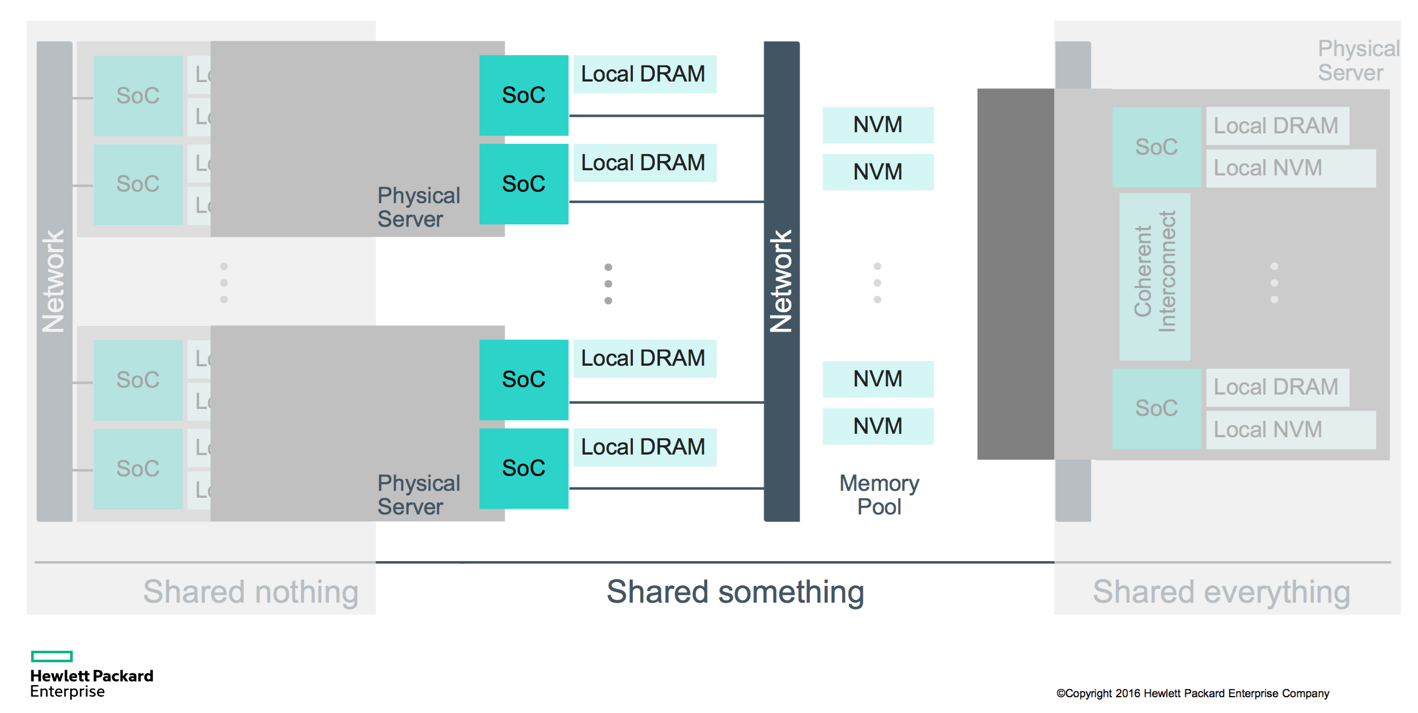 Network
SoC
L
L
SoC
L
L
SoC
L
L
SoC
L
L
Physical
Server
Physical
Server
SoC
Local DRAM
SoC
Local DRAM
SoC
Local DRAM
SoC
Local DRAM
Network
NVM
NVM
NVM
NVM
Memory
Pool
Physical
Server
SoC
Local DRAM
Local NVM
Coherent
Interconnect
SoC
Local DRAM
Local NVM
Shared nothing
Shared something
Shared everything
Hewlett Packard
Enterprise
©Copyright 2016 Hewlett Packard Enterprise Company